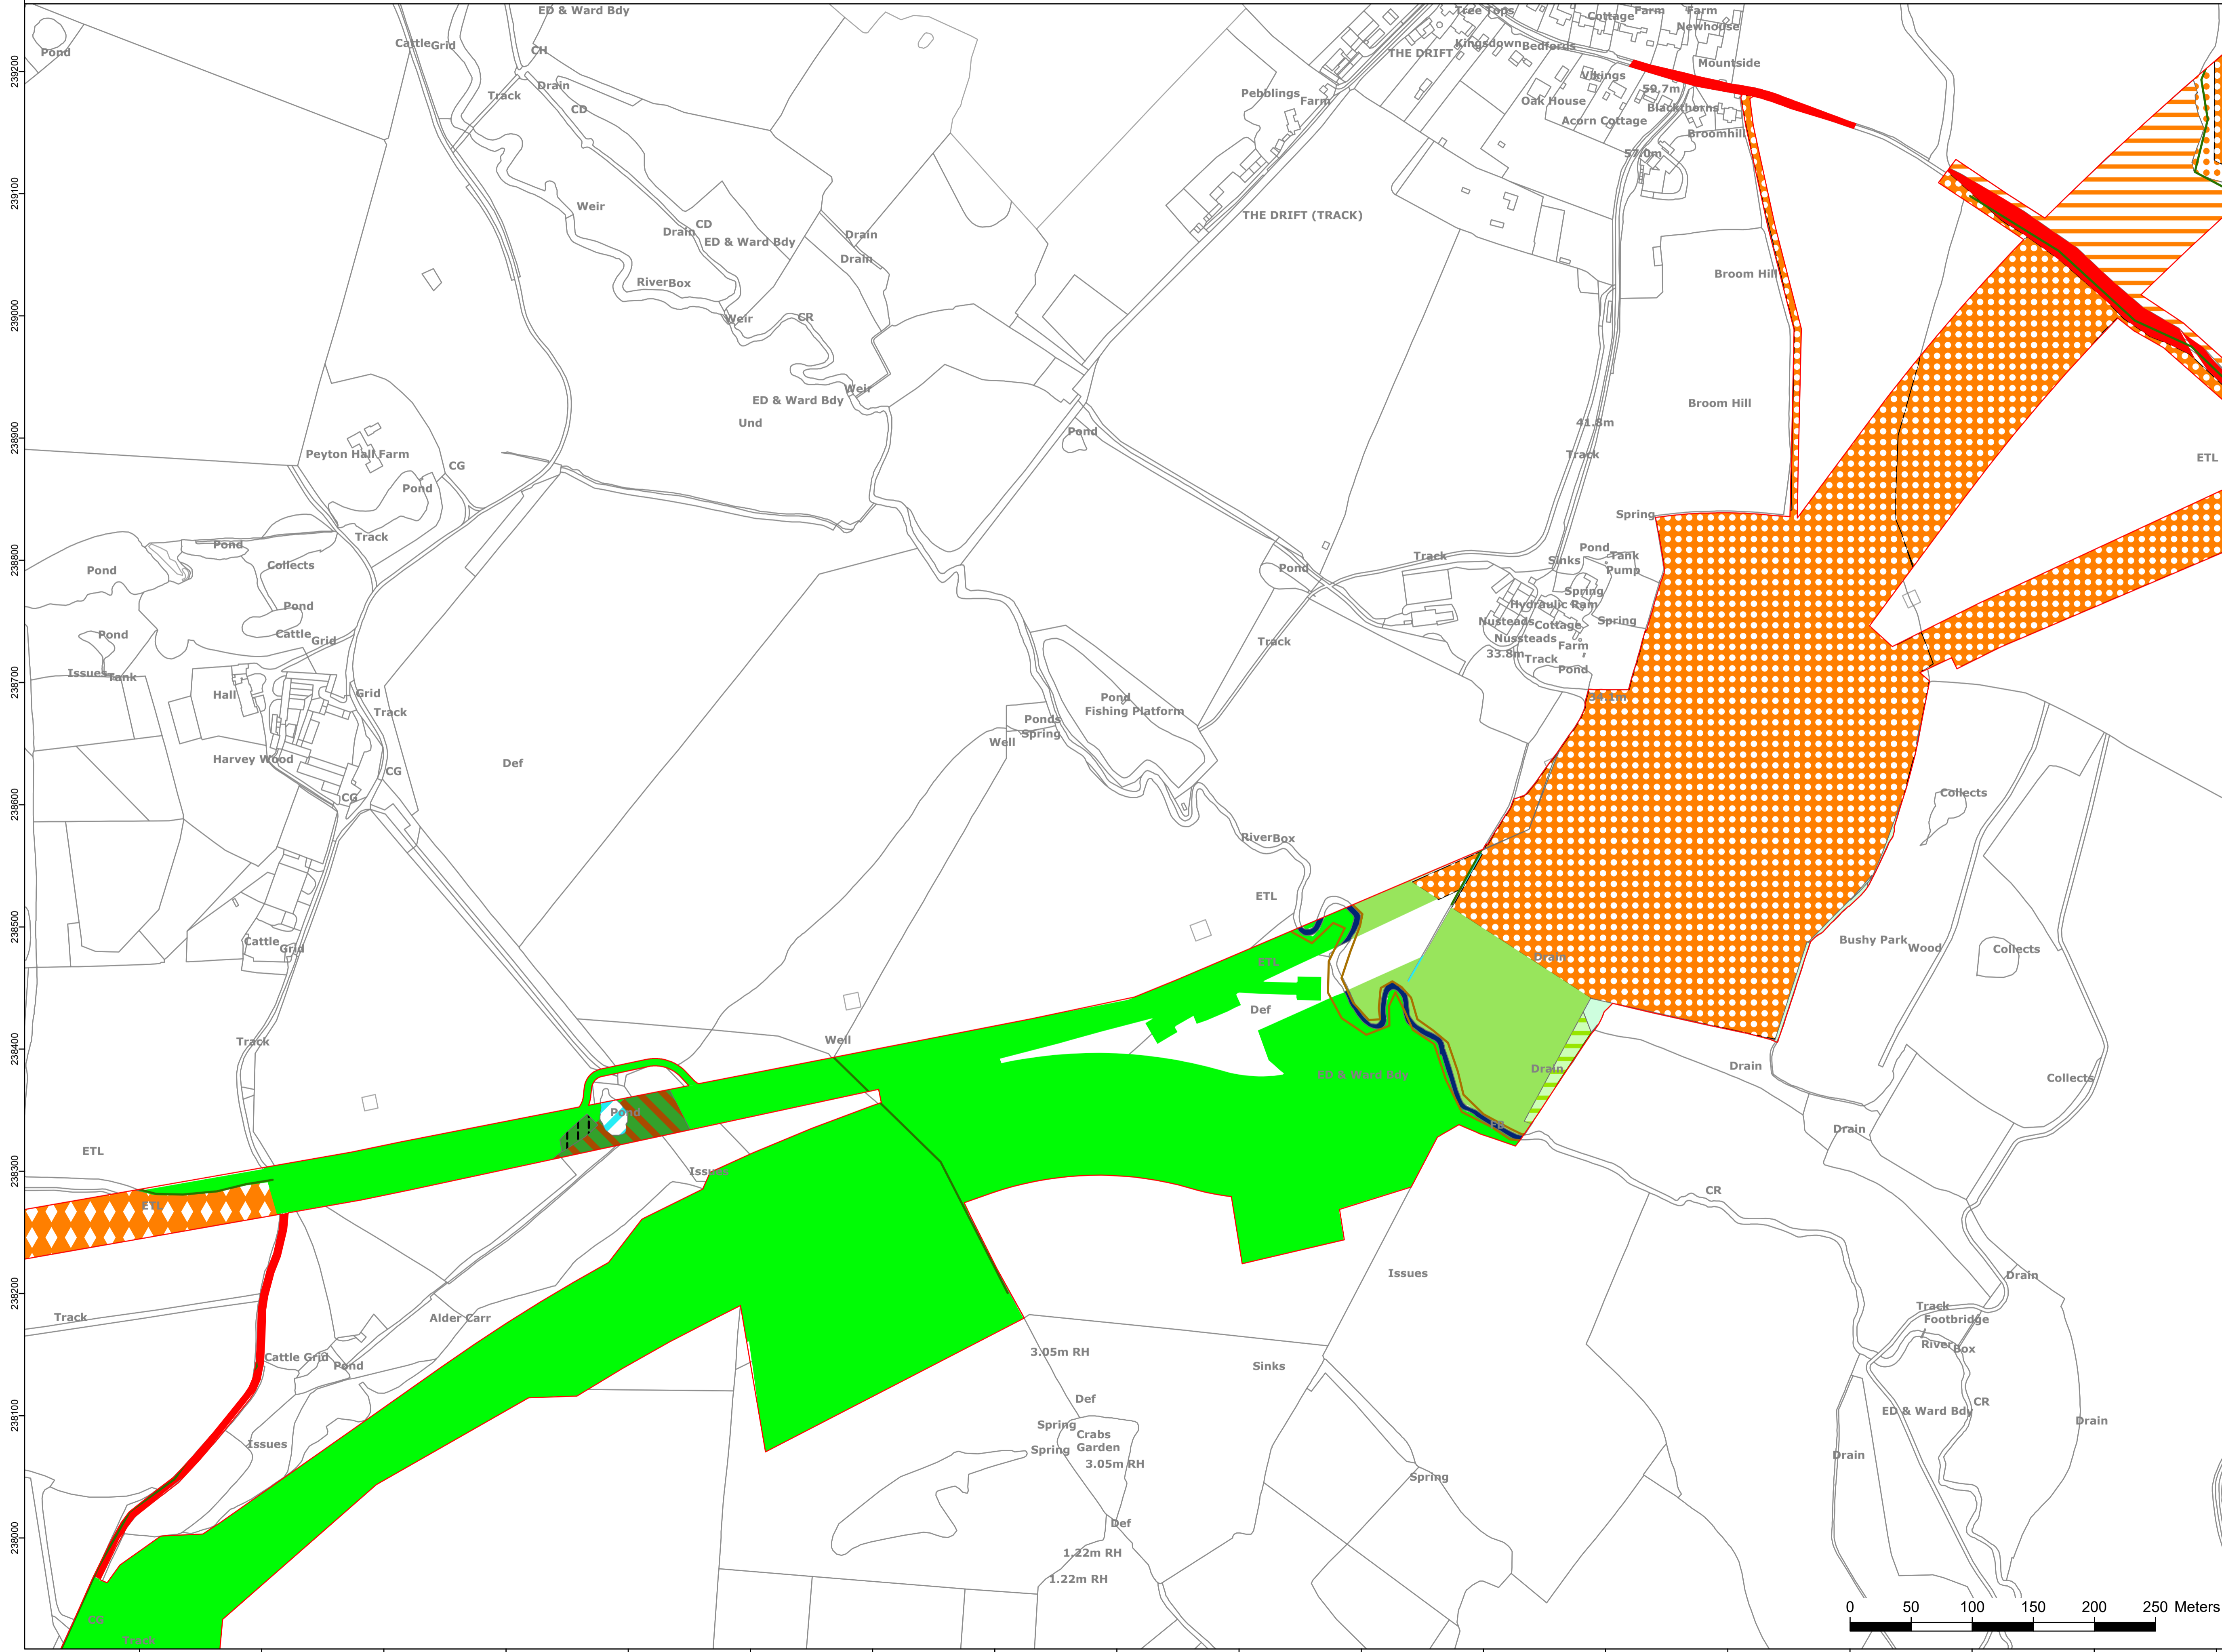 ED & Ward Bdy
Tree Tops
Cottage
Farm
Farm
Newhouse
Pond
Cattle Grid
CH
THE DRIFT
Kingsdown
Bedfords
Mountside
239200
Drain
Track
CD
Vikings
59.7m
Pebblings
Farm
Oak House
Blackthorns
Acorn Cottage
Broomhill
57.0m
239100
Weir
THE DRIFT (TRACK)
CD
Drain
ED & Ward Bdy
Drain
Drain
Broom Hill
RiverBox
239000
Weir
CR
Weir
ED & Ward Bdy
Und
Broom Hill
41.8m
238900
Pond
Peyton Hall Farm
CG
Track
ETL
Pond
Spring
Track
Pond
Collects
Pond
Track
Pond
Sinks
Tank
Pump
238800
Pond
Pond
Spring
Hydraulic Ram
Nusteads
Cottage
Spring
Pond
Cattle
Grid
Track
Nussteads
Farm
33.8m
Track
Pond
Issues
Tank
238700
Hall
Grid
Track
Pond
Fishing Platform
34.1m
Ponds
Spring
Well
Harvey Wood
Def
CG
CG
238600
Collects
RiverBox
ETL
238500
Cattle
Grid
Bushy Park
Wood
Collects
Drain
ETL
Def
Track
Well
238400
ED & Ward Bdy
Drain
Drain
Collects
Pond
FB
Drain
ETL
238300
Issues
CR
ETL
Issues
Drain
238200
Track
Alder Carr
Track
Footbridge
River Box
Cattle Grid
Pond
3.05m RH
Sinks
Def
CR
ED & Ward Bdy
238100
Drain
Spring
Crabs
Garden
Issues
Spring
3.05m RH
Drain
Spring
Def
238000
1.22m RH
1.22m RH
CG
Track
0 50 100 150 200 250 Meters